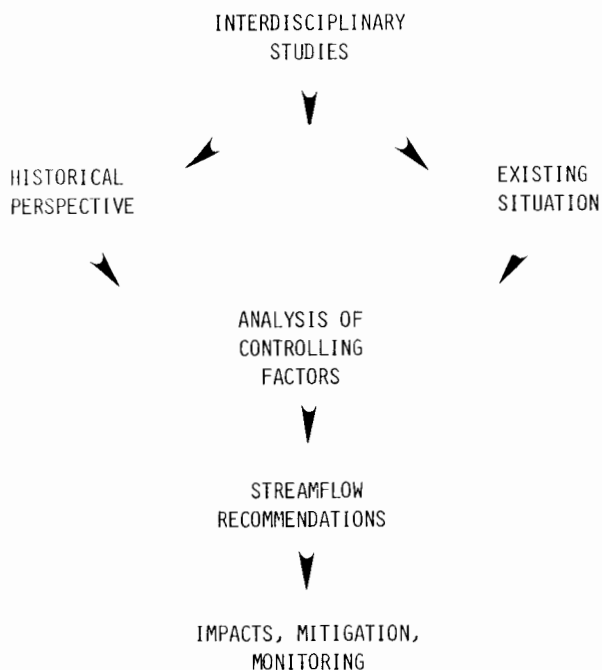 INTERDISCIPLINARY
STUDIES
HISTORICAL
PERSPECTIVE
EXISTING
SITUATION
ANALYSIS OF
CONTROLLING
FACTORS
STREAMFLOW
RECOMMENDATIONS
IMPACTS, MITIGATION,
MONITORING